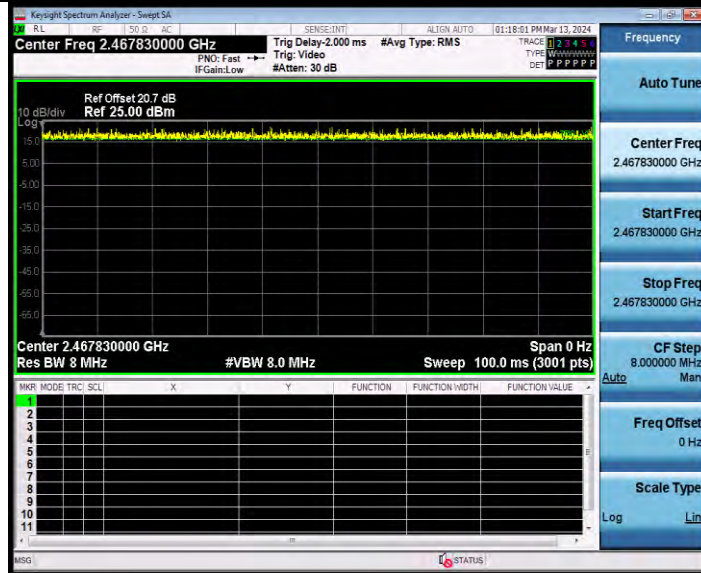 Keysight Spectrum Analyzer - Swept SA
LXI RL RF 50 Ω AC SENSE:INT ALIGN AUTO 01:18:01 PM Mar 13, 2024
Center Freq 2.467830000 GHz
PNO: Fast
IFGain:Low
Trig Delay-2.000 ms
Trig: Video
#Atten: 30 dB
#Avg Type: RMS
TRACE 1 2 3 4 5 6
TYPE WWWWWW
DET P P P P P P
Ref Offset 20.7 dB
10 dB/div Ref 25.00 dBm
Log
15.0
5.00
-5.00
-15.0
-25.0
-35.0
-45.0
-55.0
-65.0
Center 2.467830000 GHz Span 0 Hz
Res BW 8 MHz #VBW 8.0 MHz Sweep 100.0 ms (3001 pts)
MKR MODE TRC SCL X Y FUNCTION FUNCTION WIDTH FUNCTION VALUE
1
2
3
4
5
6
7
8
9
10
11
MSG STATUS
Frequency
Auto Tune
Center Freq
2.467830000 GHz
Start Freq
2.467830000 GHz
Stop Freq
2.467830000 GHz
CF Step
8.000000 MHz
Auto Man
Freq Offset
0 Hz
Scale Type
Log Lin